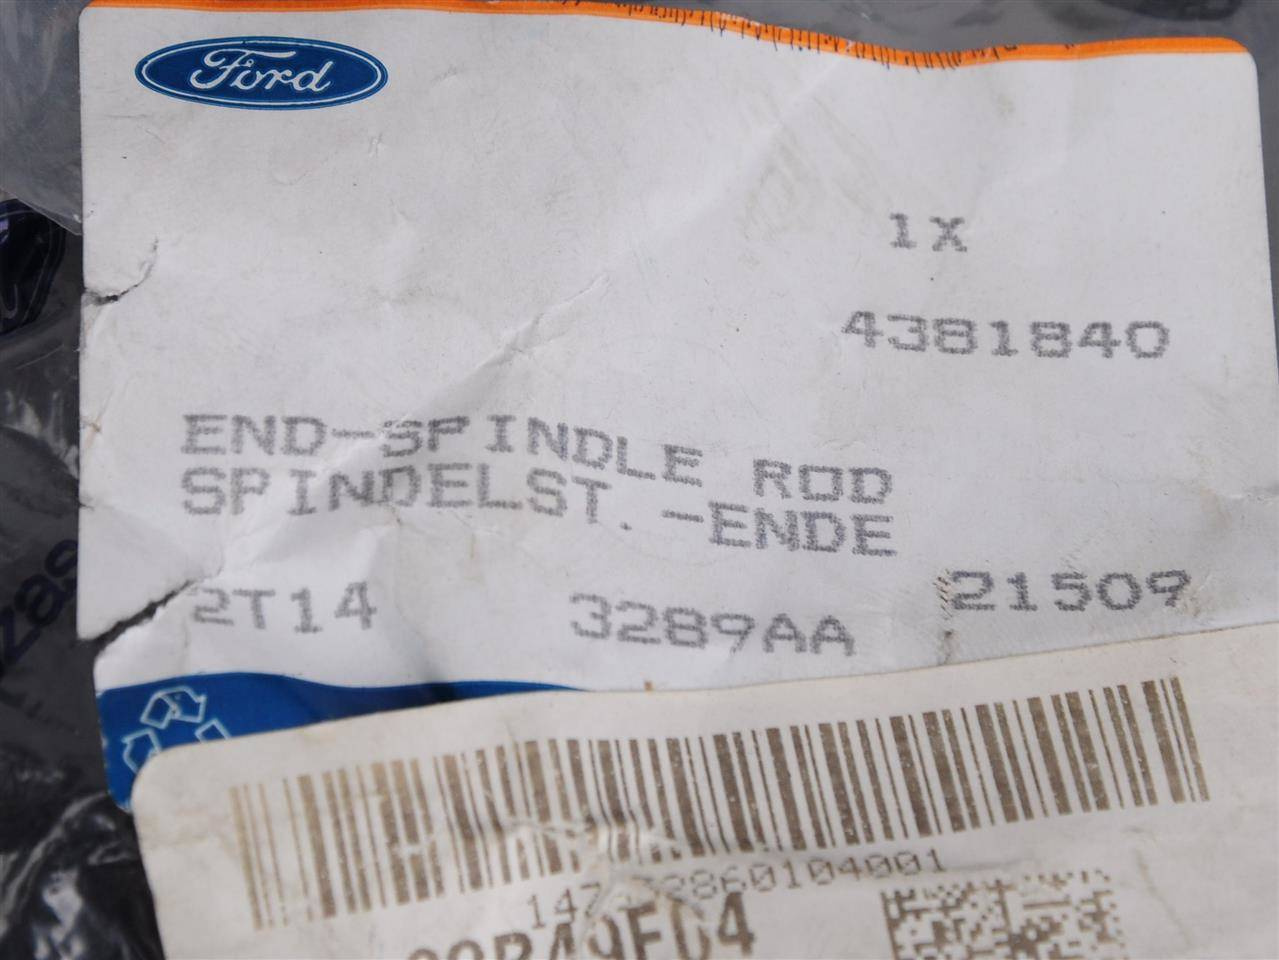 Ford
1X
4381840
END-SPINDLE ROD
SPINDELST.-ENDE
2T14 3289AA 21509